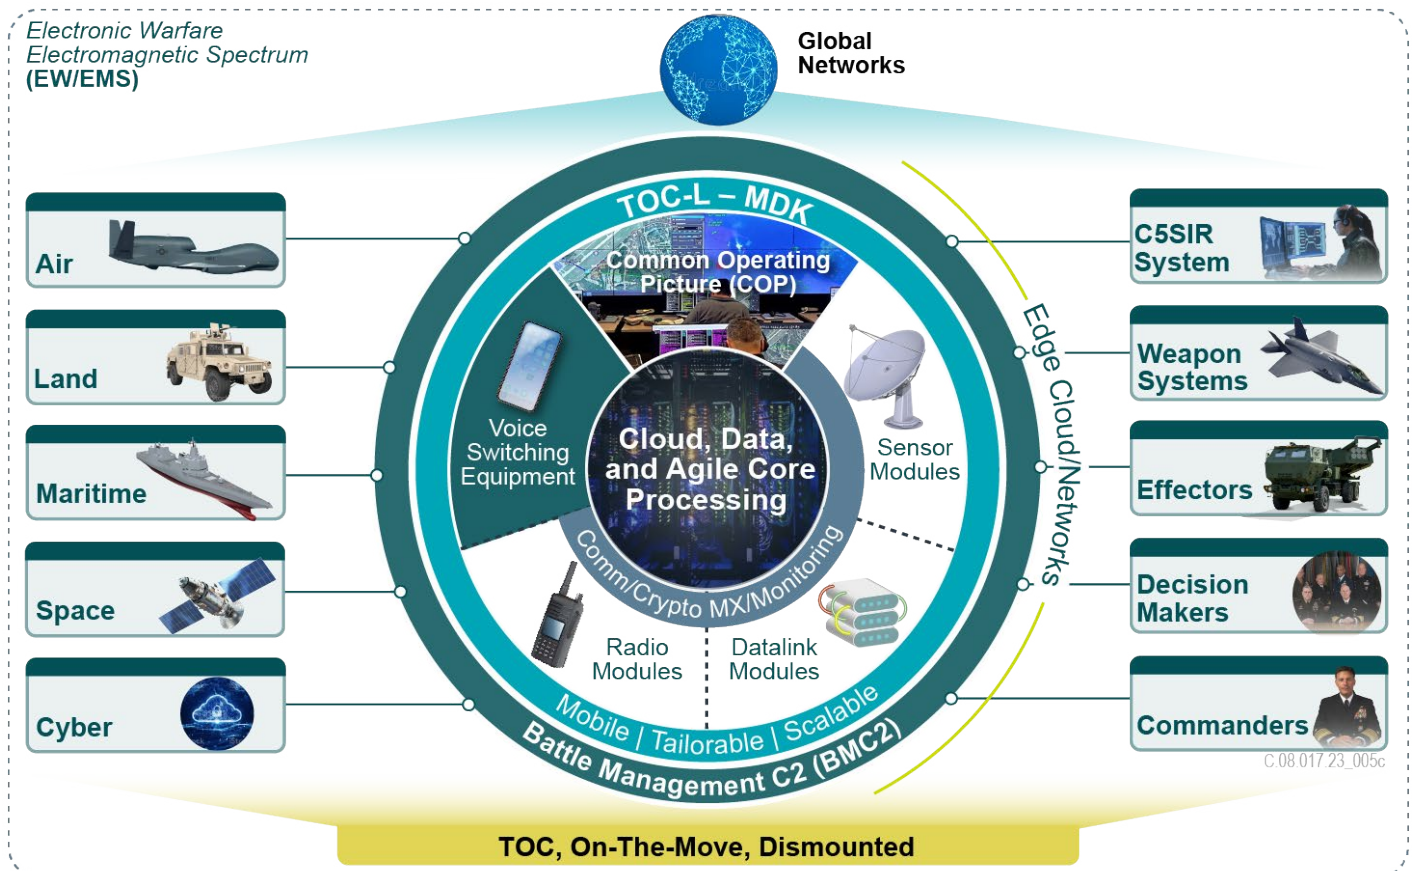 Electronic Warfare
Electromagnetic Spectrum
(EW/EMS)
Global
Networks
Air
Land
Maritime
Space
Cyber
TOC-L – MDK
Common Operating
Picture (COP)
Voice
Switching
Equipment
Cloud, Data,
and Agile Core
Processing
Sensor
Modules
Comm/Crypto MX/Monitoring
Radio
Modules
Datalink
Modules
Mobile | Tailorable | Scalable
Battle Management C2 (BMC2)
Edge Cloud/Networks
C5SIR
System
Weapon
Systems
Effectors
Decision
Makers
Commanders
C.08.017.23_005c
TOC, On-The-Move, Dismounted